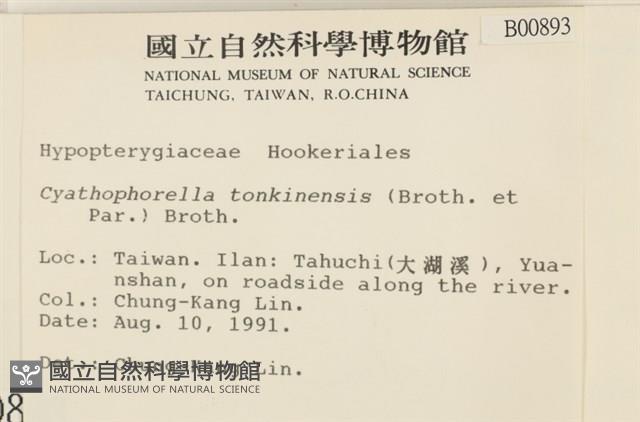 國立自然科學博物館
B00893
NATIONAL MUSEUM OF NATURAL SCIENCE
TAICHUNG, TAIWAN, R.O.CHINA
Hypopterygiaceae Hookeriales
Cyathophorella tonkinensis (Broth. et
Par.) Broth.
Loc.: Taiwan. Ilan: Tahuchi(大湖溪), Yua-
nshan, on roadside along the river.
Col.: Chung-Kang Lin.
Date: Aug. 10, 1991.
Lin.
國立自然科學博物館
NATIONAL MUSEUM OF NATURAL SCIENCE